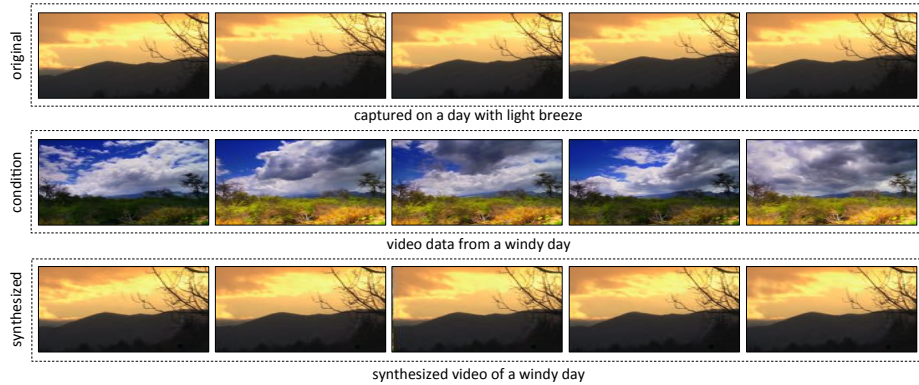 original
captured on a day with light breeze
condition
video data from a windy day
synthesized
synthesized video of a windy day